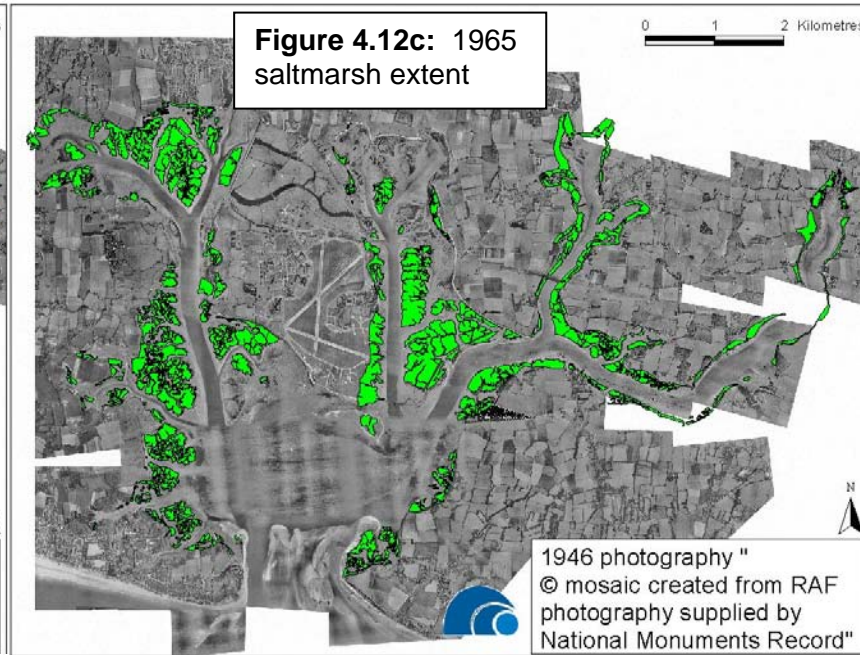 Figure 4.12c: 1965
saltmarsh extent
0 1 2 Kilometres
N
1946 photography "
© mosaic created from RAF
photography supplied by
National Monuments Record"